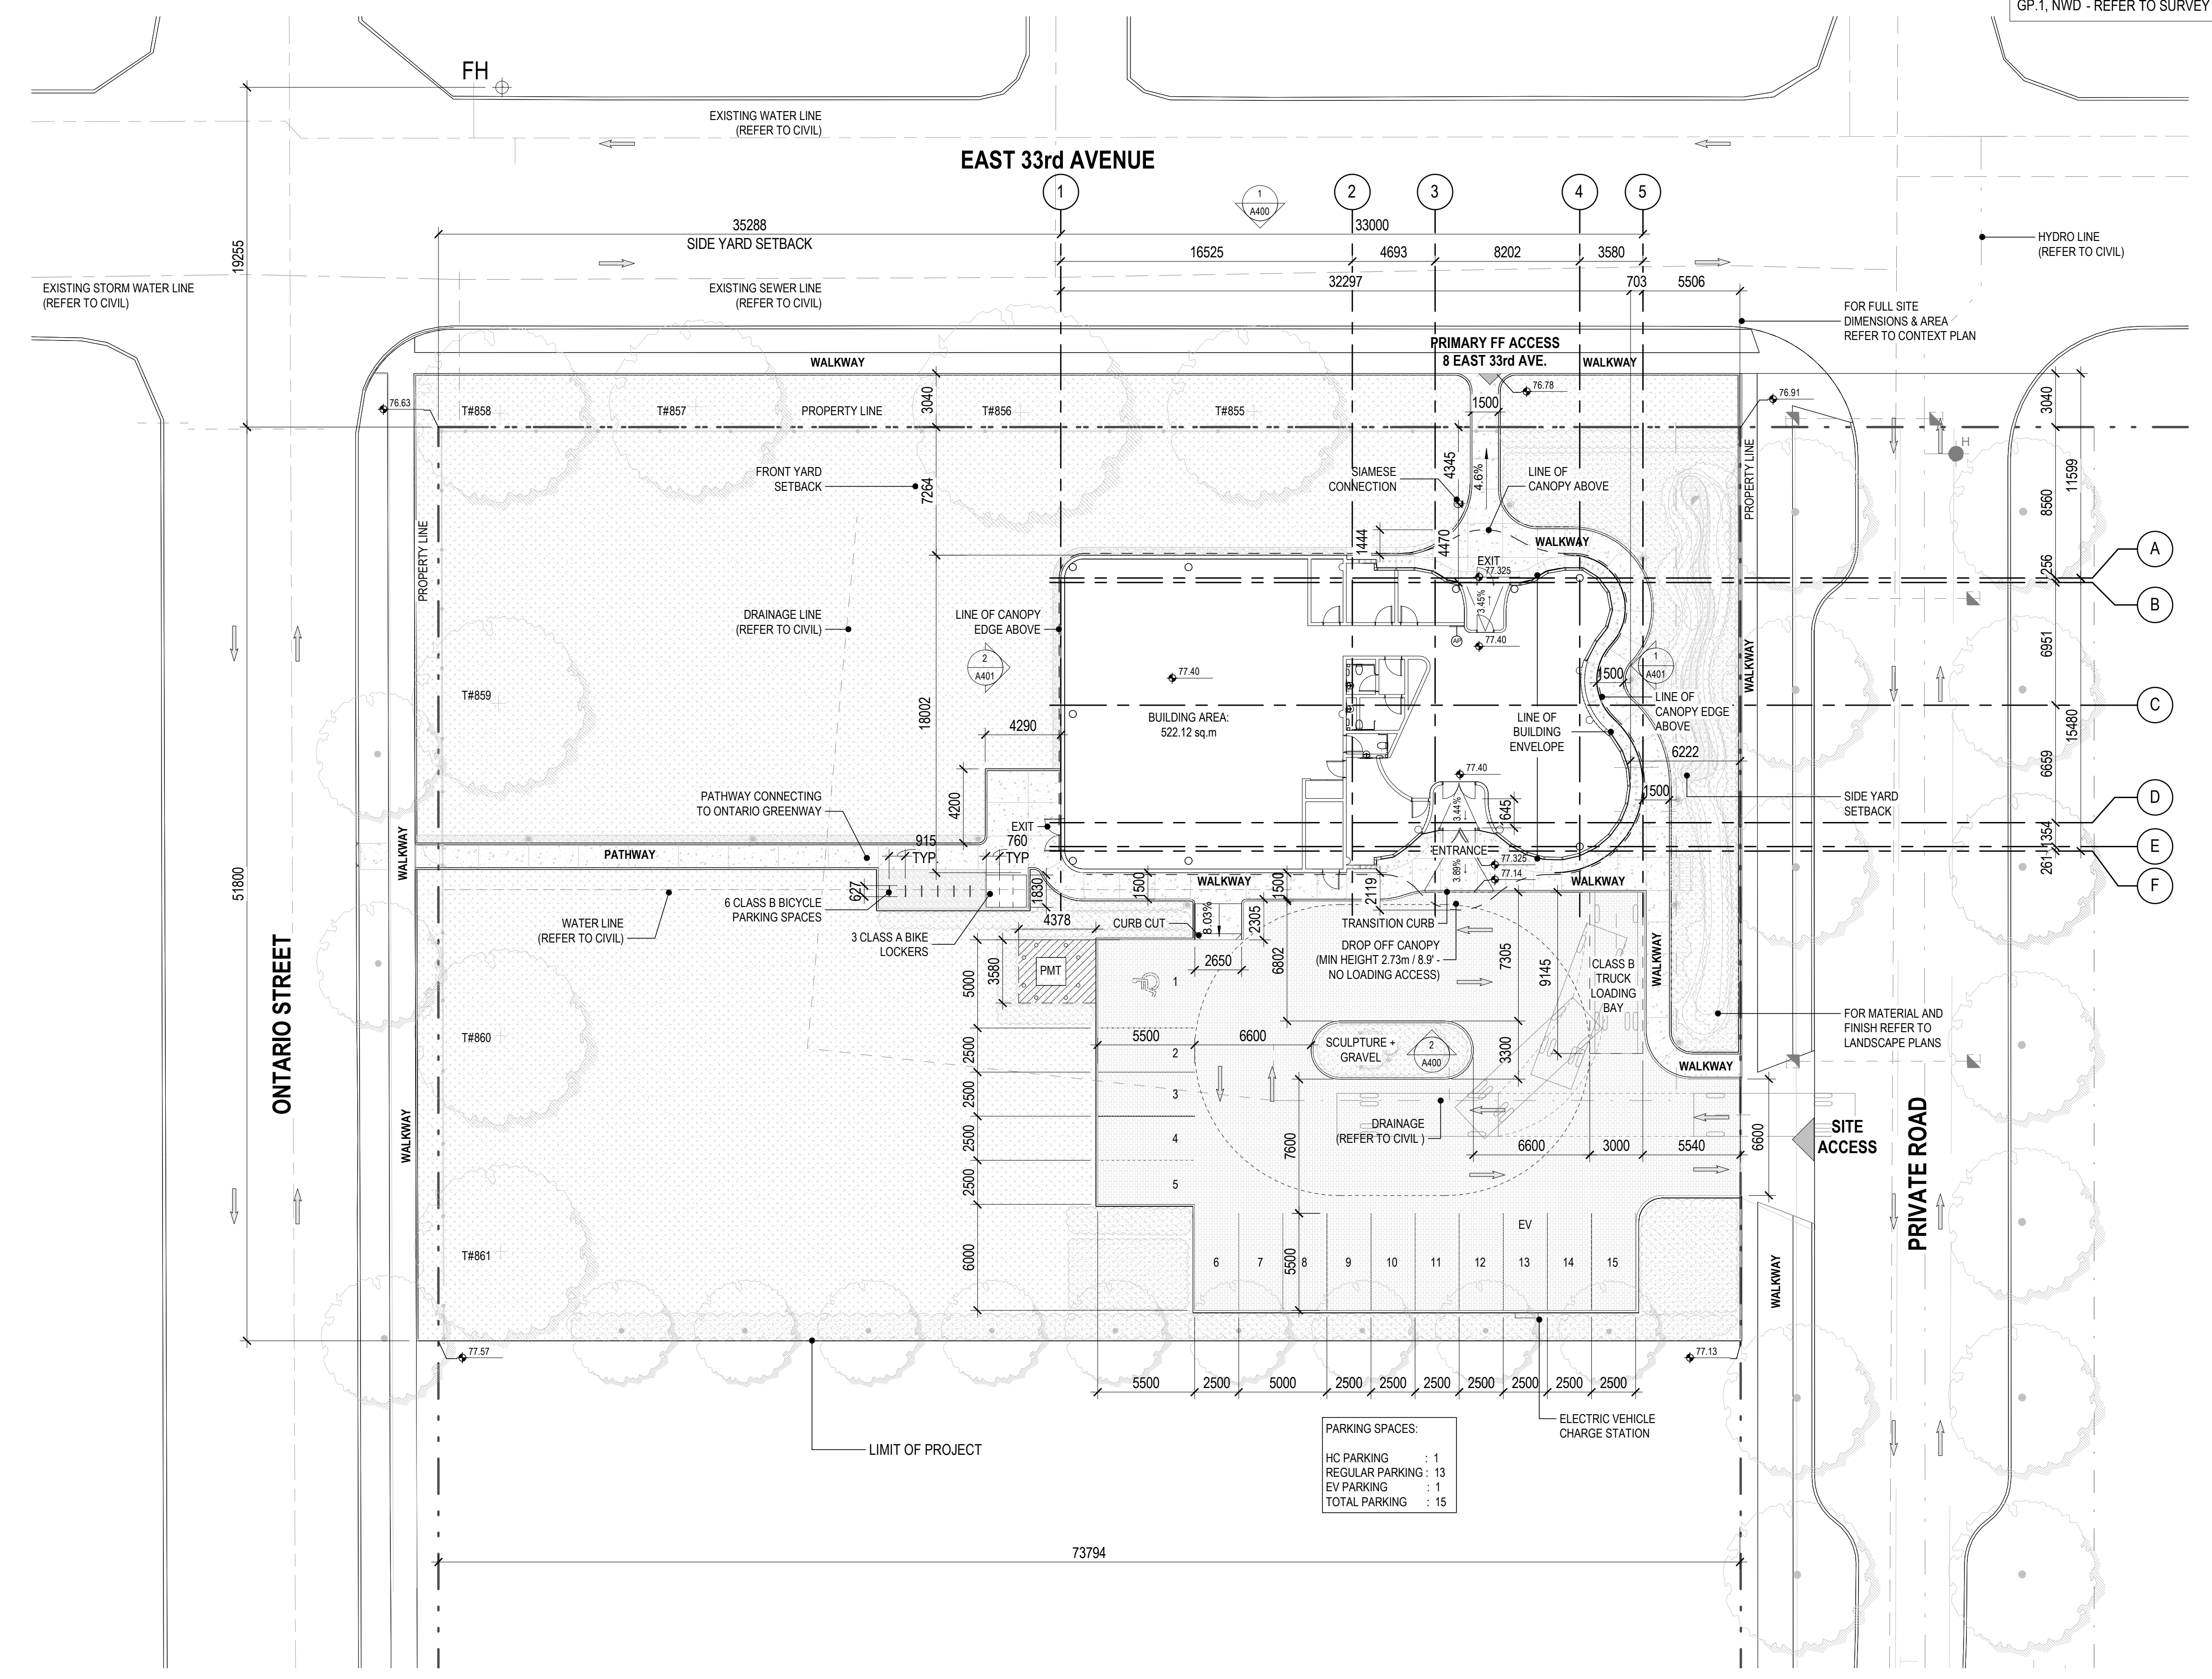 GP.1, NWD - REFER TO SURVEY
FH
EXISTING WATER LINE
(REFER TO CIVIL)
EAST 33rd AVENUE
1
2
3
4
5
1
A400
35288
SIDE YARD SETBACK
33000
16525
4693
8202
3580
32297
703
5506
19255
HYDRO LINE
(REFER TO CIVIL)
EXISTING STORM WATER LINE
(REFER TO CIVIL)
EXISTING SEWER LINE
(REFER TO CIVIL)
FOR FULL SITE
DIMENSIONS & AREA
REFER TO CONTEXT PLAN
PRIMARY FF ACCESS
8 EAST 33rd AVE.
WALKWAY
WALKWAY
76.78
76.63
76.91
T#858
T#857
PROPERTY LINE
T#856
T#855
3040
1500
3040
11599
8560
256
FRONT YARD
SETBACK
7264
SIAMESE
CONNECTION
4345
4.6%
LINE OF
CANOPY ABOVE
PROPERTY LINE
H
PROPERTY LINE
1444
4470
WALKWAY
EXIT
77.325
3.45%
77.40
AP
A
B
C
D
E
F
DRAINAGE LINE
(REFER TO CIVIL)
LINE OF CANOPY
EDGE ABOVE
2
A401
1
A401
1500
WALKWAY
6951
15480
6659
1354
261
T#859
77.40
BUILDING AREA:
522.12 sq.m
18002
4290
4200
LINE OF
BUILDING
ENVELOPE
LINE OF
CANOPY EDGE
ABOVE
6222
1500
SIDE YARD
SETBACK
77.40
3.44%
645
PATHWAY CONNECTING
TO ONTARIO GREENWAY
EXIT
915
TYP.
760
TYP
PATHWAY
WALKWAY
ENTRANCE
77.325
3.89%
77.14
WALKWAY
WALKWAY
51800
627
6 CLASS B BICYCLE
PARKING SPACES
1830
1500
1500
2119
4378
CURB CUT
8.03%
2305
TRANSITION CURB
WATER LINE
(REFER TO CIVIL)
3 CLASS A BIKE
LOCKERS
2650
6802
DROP OFF CANOPY
(MIN HEIGHT 2.73m / 8.9' -
NO LOADING ACCESS)
7305
9145
CLASS B
TRUCK
LOADING
BAY
WALKWAY
3580
PMT
5000
1
ONTARIO STREET
FOR MATERIAL AND
FINISH REFER TO
LANDSCAPE PLANS
T#860
5500
6600
SCULPTURE +
GRAVEL
2
A400
3300
WALKWAY
2500
2
2500
3
2500
4
2500
5
DRAINAGE
(REFER TO CIVIL )
7600
6600
3000
5540
6600
SITE
ACCESS
PRIVATE ROAD
WALKWAY
T#861
6000
EV
5500
6
7
8
9
10
11
12
13
14
15
WALKWAY
77.57
77.13
5500
2500
5000
2500
2500
2500
2500
2500
2500
2500
ELECTRIC VEHICLE
CHARGE STATION
LIMIT OF PROJECT
PARKING SPACES:
HC PARKING : 1
REGULAR PARKING : 13
EV PARKING : 1
TOTAL PARKING : 15
73794